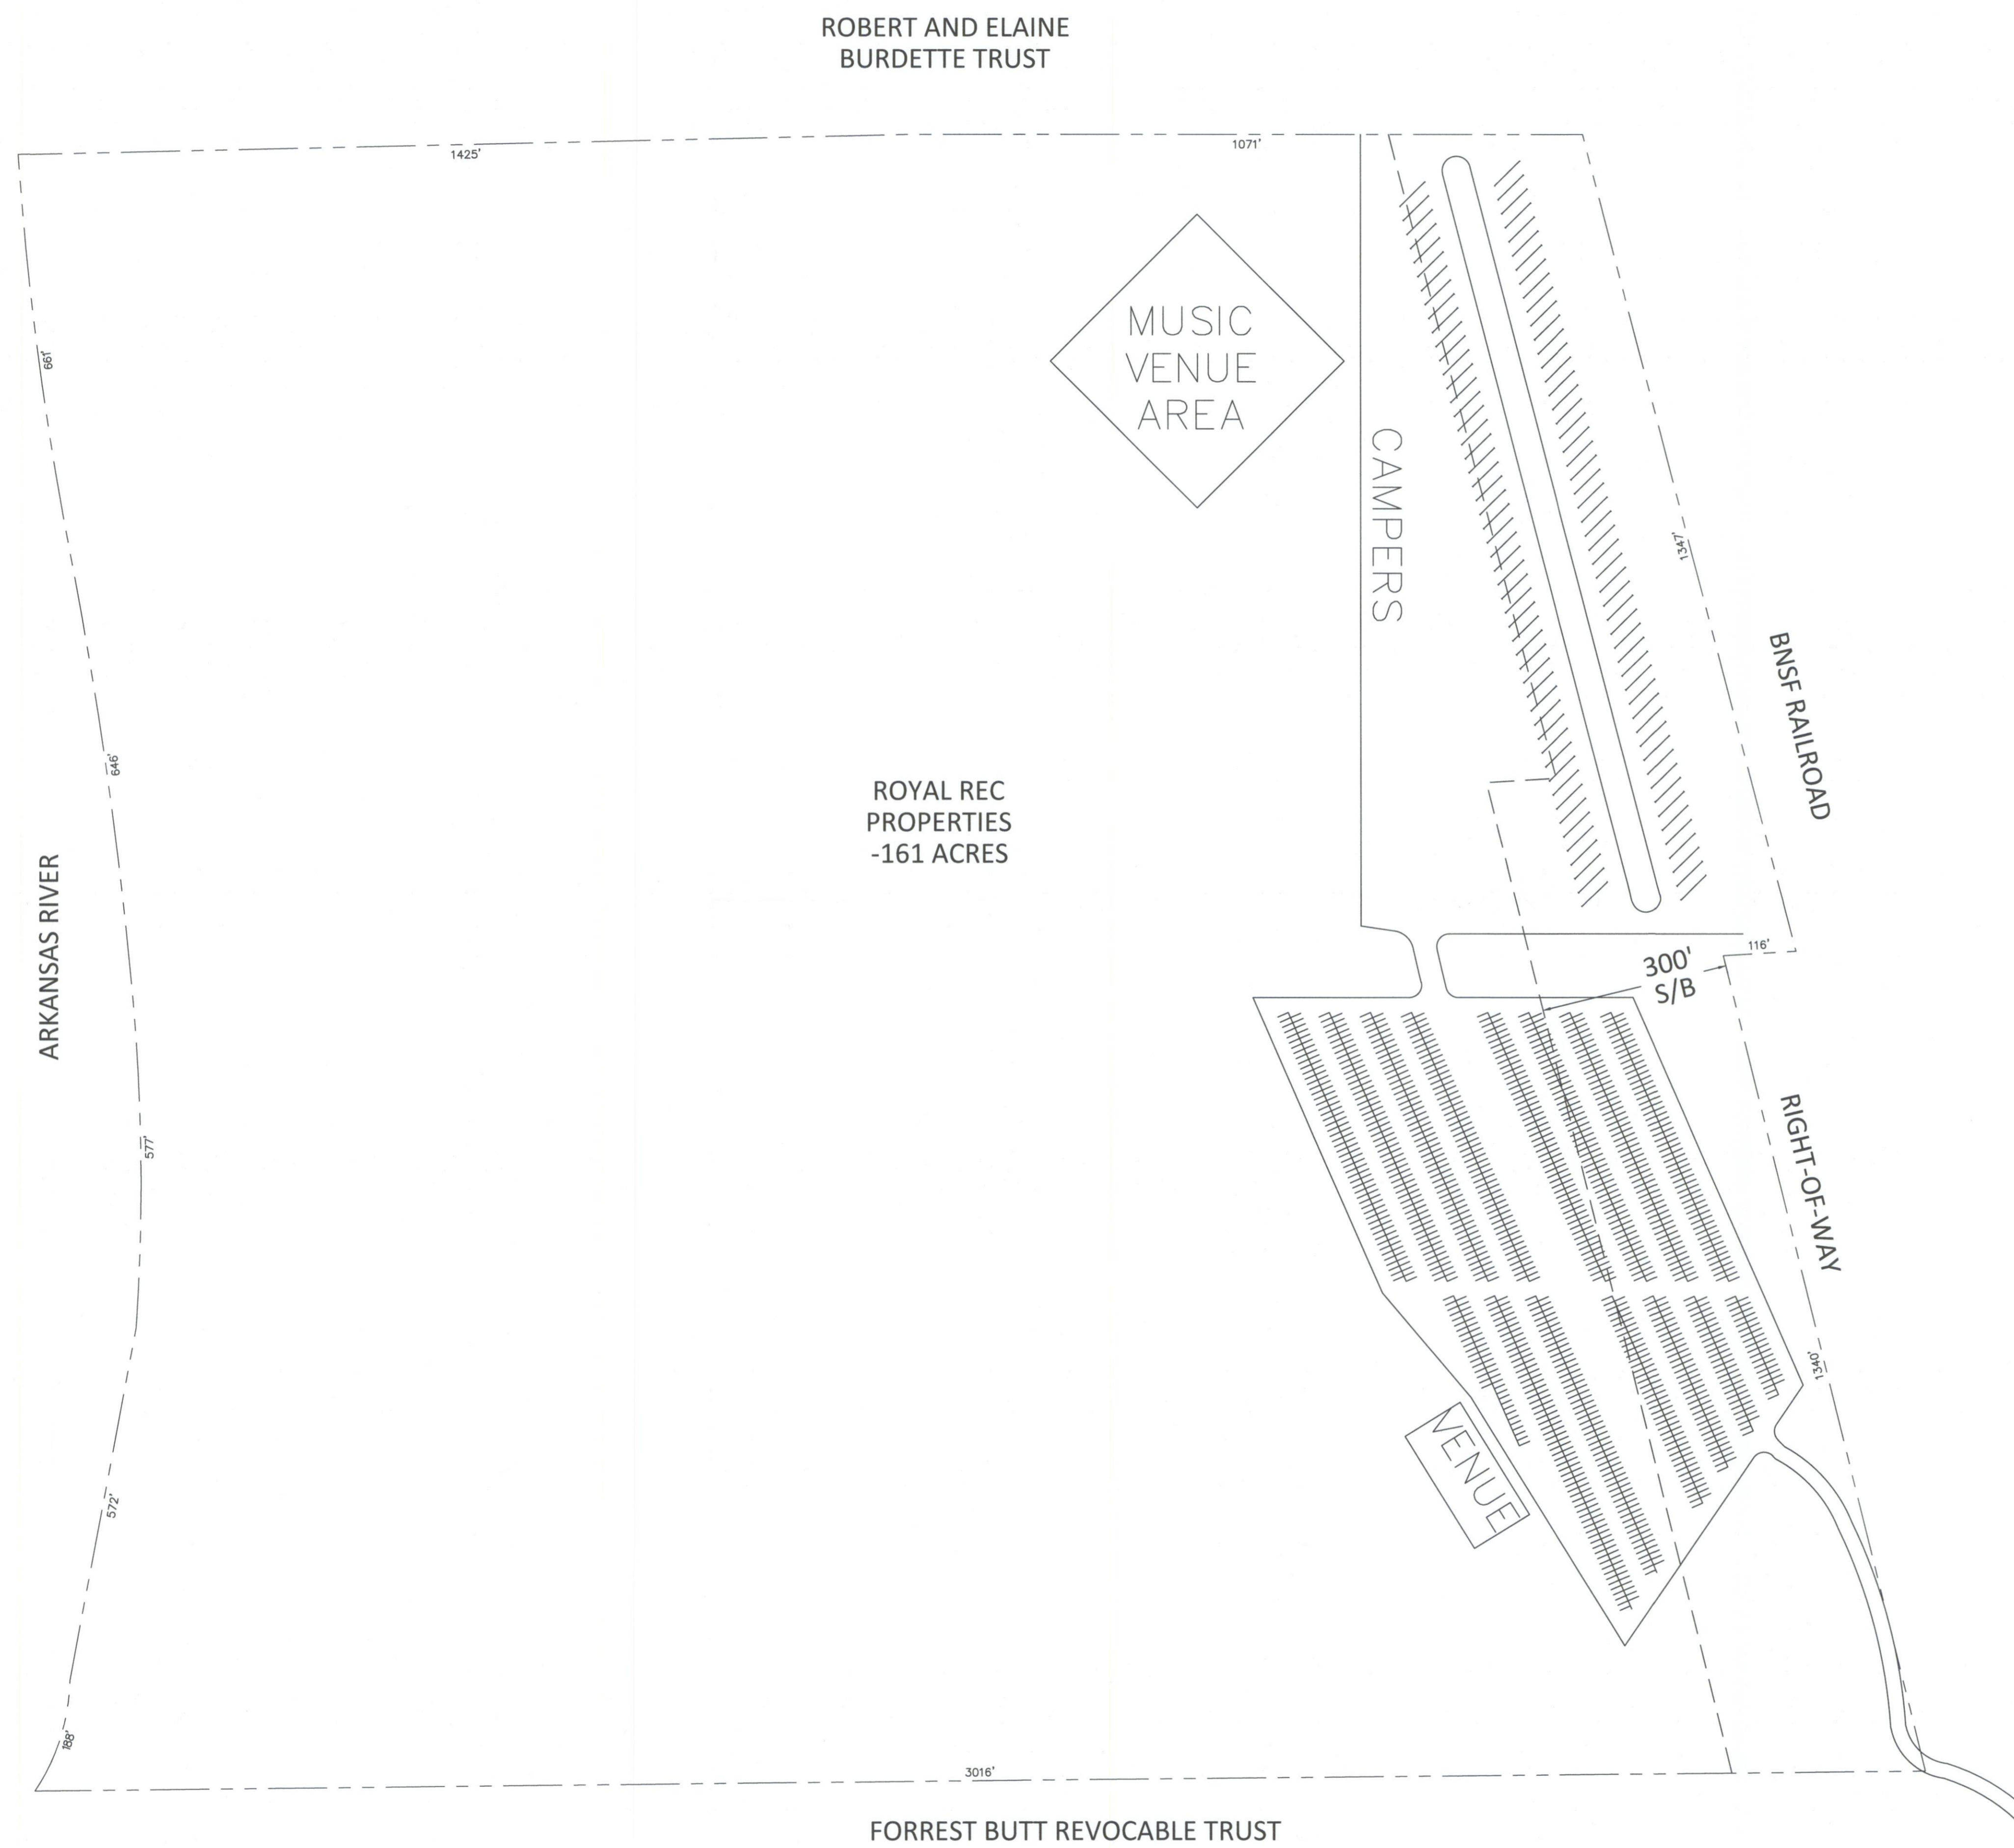 ROBERT AND ELAINE
BURDETTE TRUST
1425'
1071'
661'
MUSIC
VENUE
AREA
CAMPERS
1347'
BNSF RAILROAD
646'
ROYAL REC
PROPERTIES
-161 ACRES
ARKANSAS RIVER
116'
300'
S/B
577'
RIGHT-OF-WAY
1340'
VENUE
572'
188'
3016'
FORREST BUTT REVOCABLE TRUST